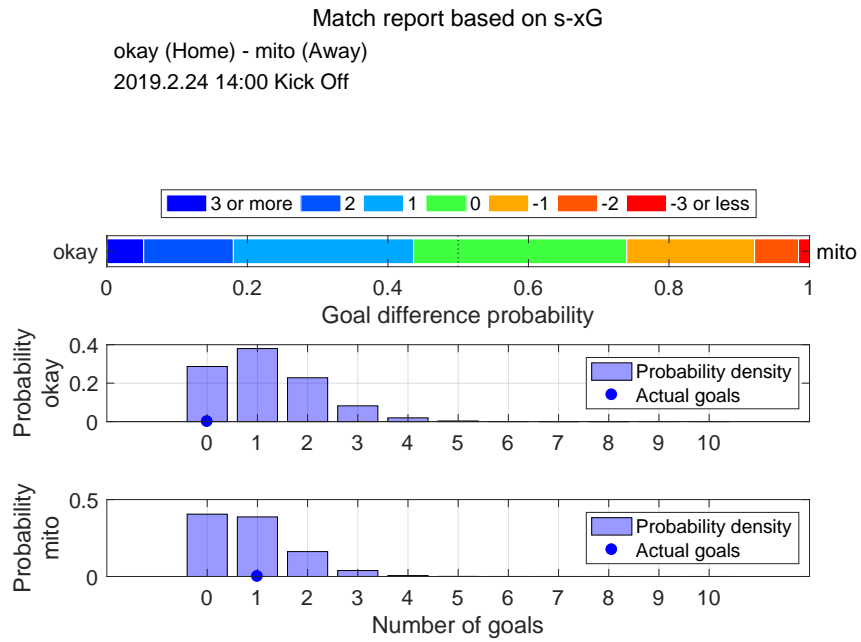 Match report based on s-xG
okay (Home) - mito (Away)
2019.2.24 14:00 Kick Off
3 or more 2 1 0 -1 -2 -3 or less
okay mito
0 0.2 0.4 0.6 0.8 1
Goal difference probability
Probability
okay
0.4
0.2
0
Probability density
Actual goals
0 1 2 3 4 5 6 7 8 9 10
Probability
mito
0.5
0
Probability density
Actual goals
0 1 2 3 4 5 6 7 8 9 10
Number of goals